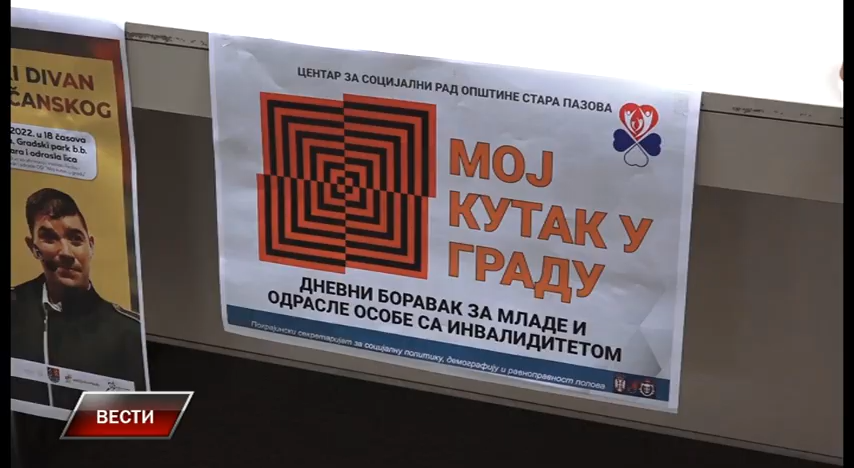 DIVAN
ČANSKOG
2022. u 18 časova
Gradski park b.b.
i odrasla lica
ЦЕНТАР ЗА СОЦИЈАЛНИ РАД ОПШТИНЕ СТАРА ПАЗОВА
МОЈ
КУТАК У
ГРАДУ
ДНЕВНИ БОРАВАК ЗА МЛАДЕ И
ОДРАСЛЕ ОСОБЕ СА ИНВАЛИДИТЕТОМ
Покрајински секретаријат за социјалну политику, демографију и равноправност полова
ВЕСТИ